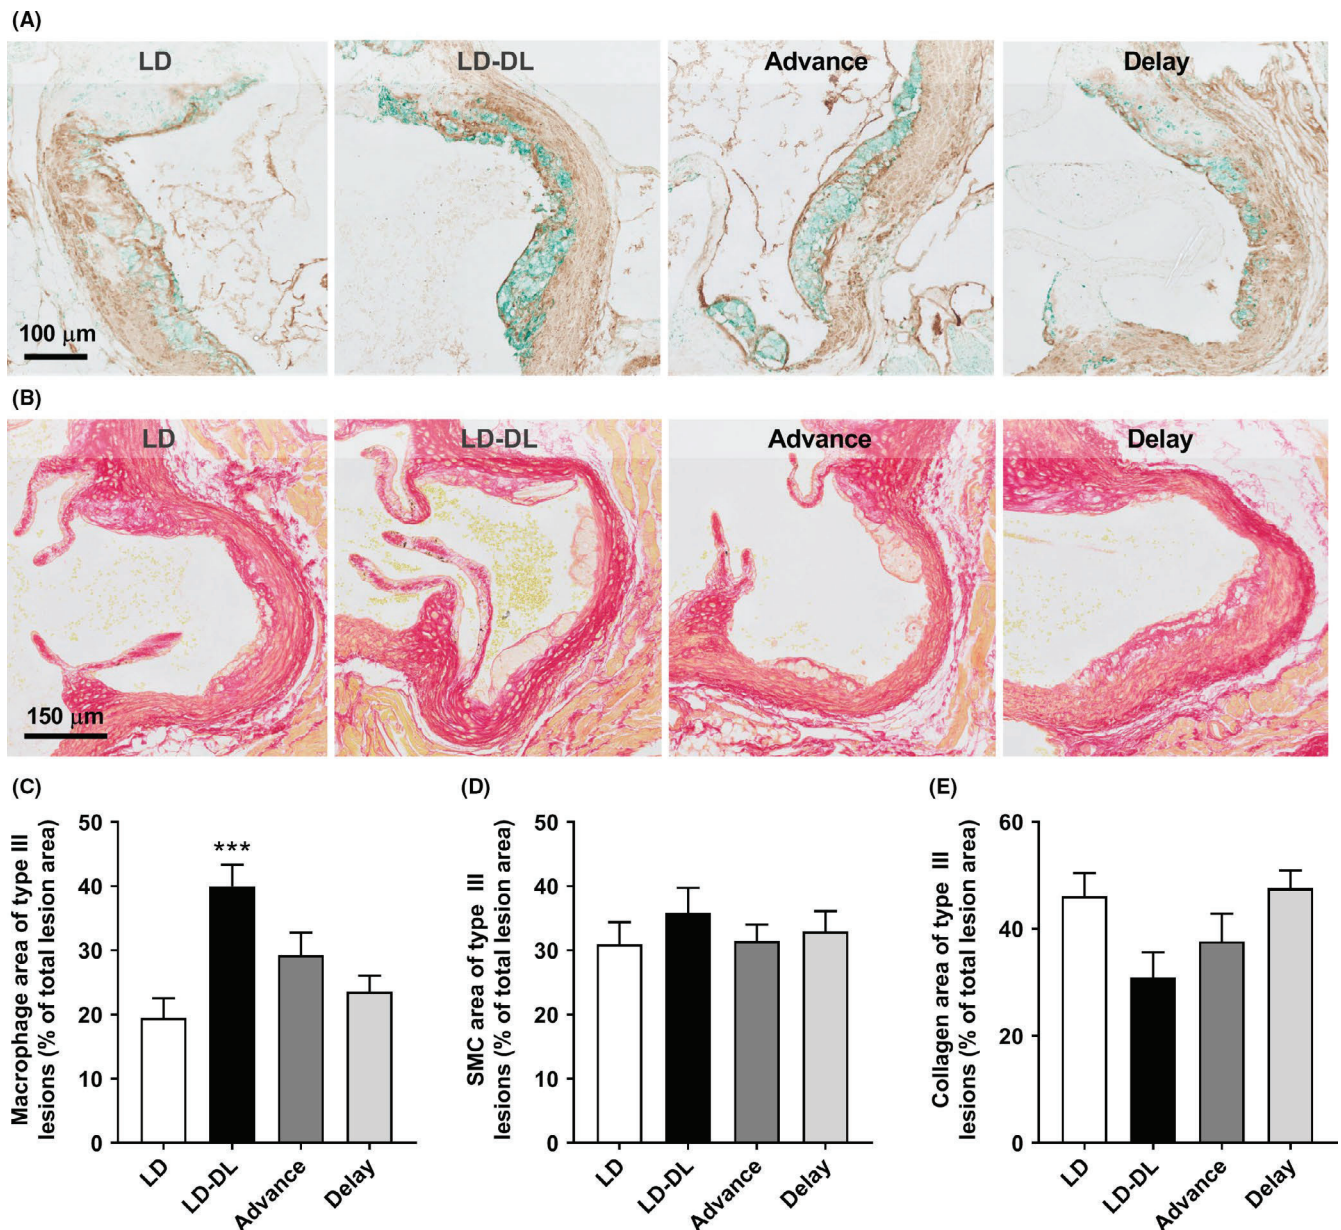 (A)
LD
LD-DL
Advance
Delay
100 μm
(B)
LD
LD-DL
Advance
Delay
150 μm
(C)
Macrophage area of type III
lesions (% of total lesion area)
50
40
30
20
10
0
***
LD
LD-DL
Advance
Delay
(D)
SMC area of type III
lesions (% of total lesion area)
50
40
30
20
10
0
LD
LD-DL
Advance
Delay
(E)
Collagen area of type III
lesions (% of total lesion area)
60
40
20
0
LD
LD-DL
Advance
Delay